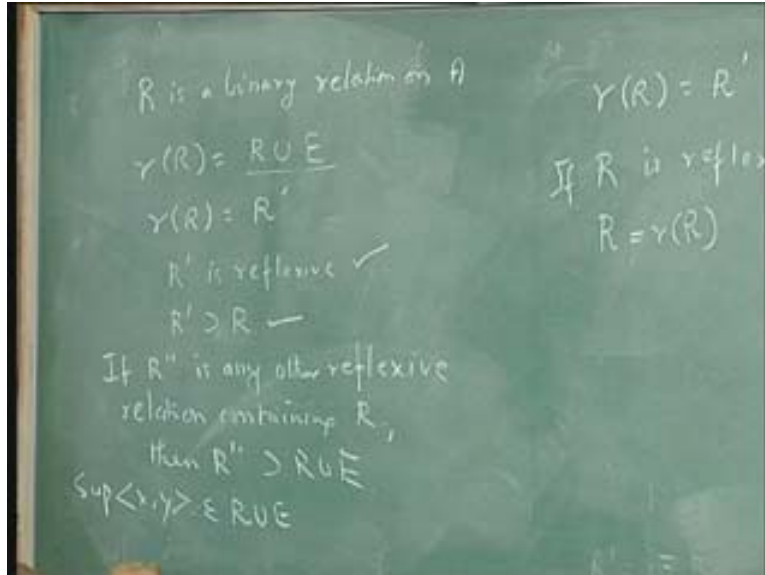 R is a binary relation on A
r(R) = R ∪ E
r(R) = R'
R' is reflexive ✓
R' ⊃ R ✓
If R'' is any other reflexive
relation containing R,
then R'' ⊃ R ∪ E
Sup <x,y> ε R ∪ E
r(R) = R'
If R is reflex
R = r(R)